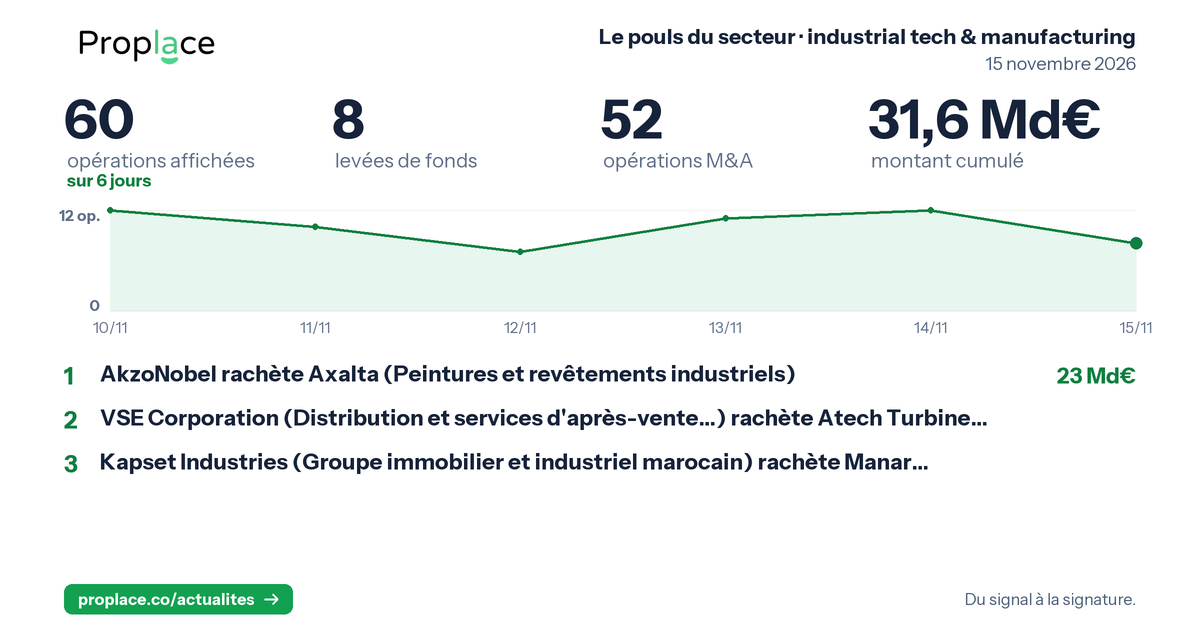 Proplace
Le pouls du secteur · industrial tech & manufacturing
15 novembre 2026
60
opérations affichées
sur 6 jours
8
levées de fonds
52
opérations M&A
31,6 Md€
montant cumulé
12 op.
0
10/11
11/11
12/11
13/11
14/11
15/11
1 AkzoNobel rachète Axalta (Peintures et revêtements industriels) 23 Md€
2 VSE Corporation (Distribution et services d'après-vente...) rachète Atech Turbine...
3 Kapset Industries (Groupe immobilier et industriel marocain) rachète Manar...
proplace.co/actualites →
Du signal à la signature.